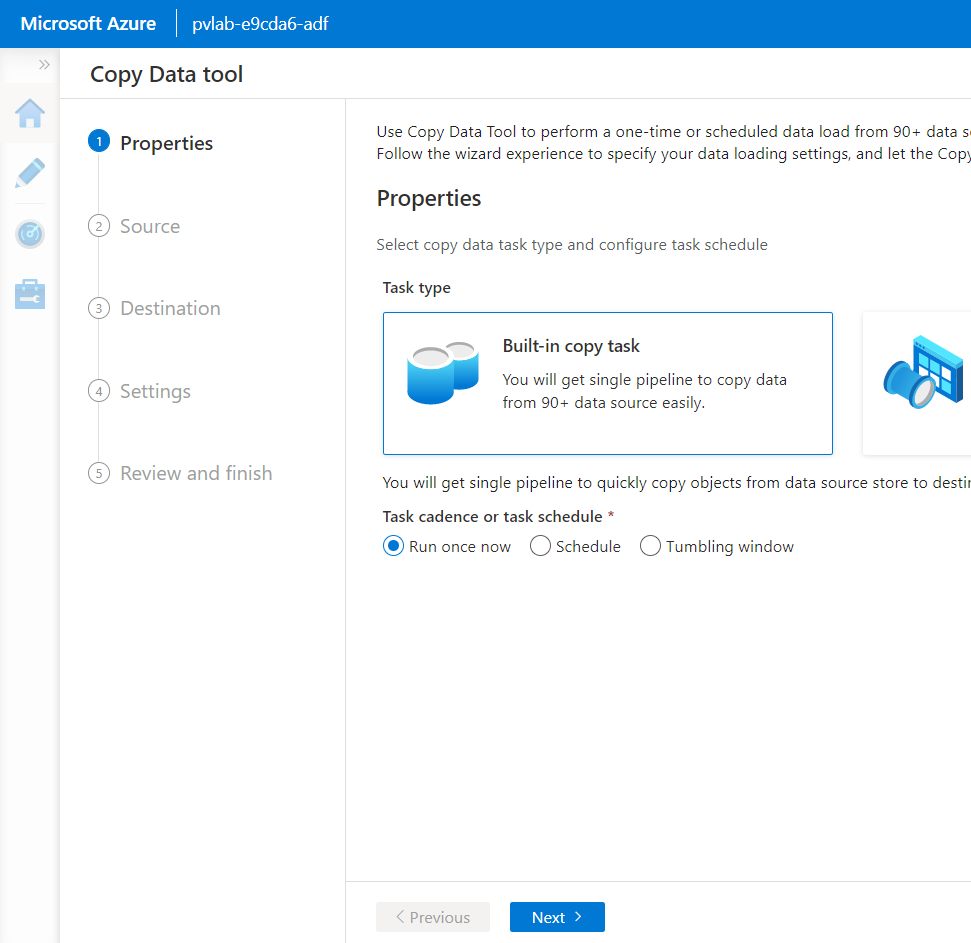 Microsoft Azure
pvlab-e9cda6-adf
Copy Data tool
1 Properties
2 Source
3 Destination
4 Settings
5 Review and finish
Use Copy Data Tool to perform a one-time or scheduled data load from 90+ data s
Follow the wizard experience to specify your data loading settings, and let the Copy
Properties
Select copy data task type and configure task schedule
Task type
Built-in copy task
You will get single pipeline to copy data
from 90+ data source easily.
You will get single pipeline to quickly copy objects from data source store to destin
Task cadence or task schedule *
Run once now
Schedule
Tumbling window
Previous
Next